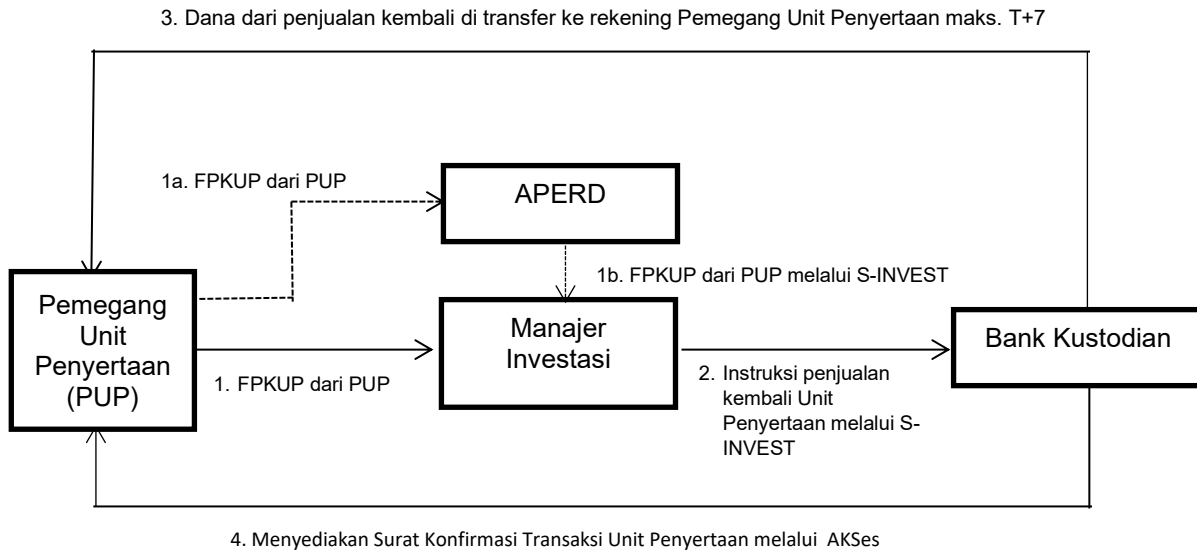 3. Dana dari penjualan kembali di transfer ke rekening Pemegang Unit Penyertaan maks. T+7
1a. FPKUP dari PUP
APERD
1b. FPKUP dari PUP melalui S-INVEST
Pemegang
Unit
Penyertaan
(PUP)
Manajer
Investasi
Bank Kustodian
1. FPKUP dari PUP
2. Instruksi penjualan
kembali Unit
Penyertaan melalui S-
INVEST
4. Menyediakan Surat Konfirmasi Transaksi Unit Penyertaan melalui AKSes